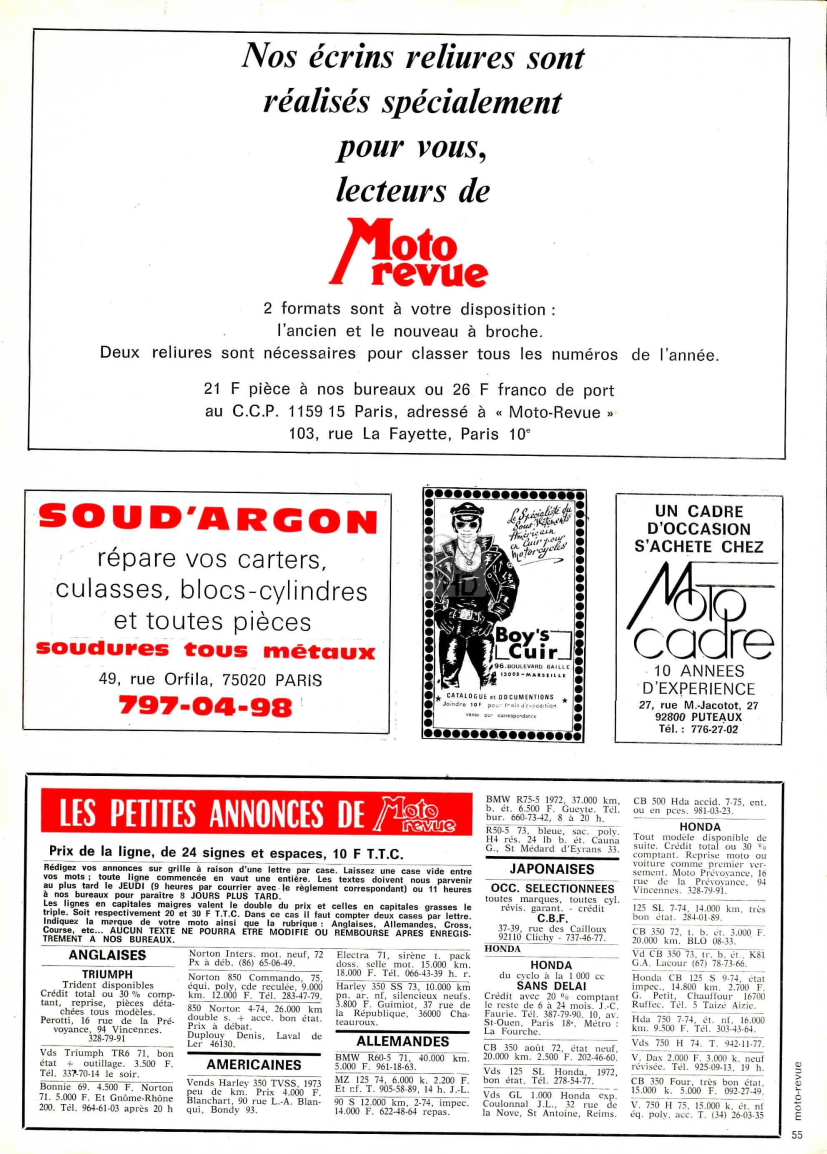 Nos écrins reliures sont
réalisés spécialement
pour vous,
lecteurs de
Moto
revue
2 formats sont à votre disposition :
l'ancien et le nouveau à broche.
Deux reliures sont nécessaires pour classer tous les numéros de l'année.
21 F pièce à nos bureaux ou 26 F franco de port
au C.C.P. 1159 15 Paris, adressé à « Moto-Revue »
103, rue La Fayette, Paris 10e
SOUD'ARGON
répare vos carters,
culasses, blocs-cylindres
et toutes pièces
soudures tous métaux
49, rue Orfila, 75020 PARIS
797-04-98
Le Spécialiste du
Sous-Vêtements
Américain
en Cuir pour
Motorcycles
Boy's
Cuir
96. BOULEVARD BAILLE
13005 - MARSEILLE
CATALOGUE et DOCUMENTIONS
Joindre 10F pour frais d'expédition
vente par correspondance
UN CADRE
D'OCCASION
S'ACHETE CHEZ
Moto
cadre
10 ANNEES
D'EXPERIENCE
27, rue M.-Jacotot, 27
92800 PUTEAUX
Tél. : 776-27-02
LES PETITES ANNONCES DE Moto revue
Prix de la ligne, de 24 signes et espaces, 10 F T.T.C.
Rédigez vos annonces sur grille à raison d'une lettre par case. Laissez une case vide entre
vos mots ; toute ligne commencée en vaut une entière. Les textes doivent nous parvenir
au plus tard le JEUDI (9 heures par courrier avec le règlement correspondant) ou 11 heures
à nos bureaux pour paraître 8 JOURS PLUS TARD.
Les lignes en capitales maigres valent le double du prix et celles en capitales grasses le
triple. Soit respectivement 20 et 30 F T.T.C. Dans ce cas il faut compter deux cases par lettre.
Indiquez la marque de votre moto ainsi que la rubrique : Anglaises, Allemandes, Cross,
Course, etc... AUCUN TEXTE NE POURRA ETRE MODIFIE OU REMBOURSE APRES ENREGIS-
TREMENT A NOS BUREAUX.
ANGLAISES
TRIUMPH
Trident disponibles
Crédit total ou 30 % comp-
tant, reprise, pièces déta-
chées tous modèles.
Perotti, 16 rue de la Pré-
voyance, 94 Vincennes.
328-79-91
Vds Triumph TR6 71, bon
état + outillage. 3.500 F.
Tél. 337-70-14 le soir.
Bonnie 69. 4.500 F. Norton
71. 5.000 F. Et Gnôme-Rhône
200. Tél. 964-61-03 après 20 h
Norton Inters. mot. neuf, 72
Px à déb. (86) 65-06-49.
Norton 850 Commando, 75,
équi. poly, cde reculée, 9.000
km. 12.000 F. Tél. 283-47-79.
850 Norton 4-74, 26.000 km
double s. + acce. bon état.
Prix à débat.
Duplouy Denis, Laval de
Ler 46130.
AMERICAINES
Vends Harley 350 TVSS, 1973
peu de km. Prix 4.000 F.
Blanchart, 90 rue L.-A. Blan-
qui, Bondy 93.
Electra 71, sirène t. pack
doss. selle mot. 15.000 km.
18.000 F. Tél. 066-43-39 h. r.
Harley 350 SS 73, 10.000 km
pn. ar. nf, silencieux neufs.
3.800 F. Guimiot, 37 rue de
la République, 36000 Cha-
teauroux.
ALLEMANDES
BMW R60-5 71, 40.000 km.
5.000 F. 961-18-63.
MZ 125 74, 6.000 k. 2.200 F.
Et r.f. T. 905-58-89, 14 h. J.-L.
90 S 12.000 km, 2-74, impec.
14.000 F. 622-48-64 repas.
BMW R75-5 1972, 37.000 km,
b. ét. 6.500 F. Gueyte. Tél.
bur. 660-73-42, 8 à 20 h.
R50-5 73, bleue, sac. poly.
H4 rés. 24 lb b. ét. Cauna
G., St Médard d'Eyrans 33.
JAPONAISES
OCC. SELECTIONNEES
toutes marques, toutes cyl.
révis. garant. - crédit
C.B.F.
37-39, rue des Cailloux
92110 Clichy - 737-46-77.
HONDA
HONDA
du cyclo à la 1 000 cc
SANS DELAI
Crédit avec 20 % comptant
le reste de 6 à 24 mois. J.-C.
Faurie. Tél. 387-79-90. 10, av.
St-Ouen, Paris 18e. Métro :
La Fourche.
CB 350 août 72, état neuf,
20.000 km. 2.500 F. 202-46-60.
Vds 125 SL Honda, 1972,
bon état. Tél. 278-54-77.
Vds GL 1.000 Honda exp.
Coulonnal J.L., 32 rue de
la Nove, St Antoine, Reims.
CB 500 Hda accid. 7-75, ent.
ou en pces. 981-03-23.
HONDA
Tout modèle disponible de
suite. Crédit total ou 30 %
comptant. Reprise moto ou
voiture comme premier ver-
sement. Moto Prévoyance, 16
rue de la Prévoyance, 94
Vincennes. 328-79-91.
125 SL 7-74, 14.000 km, très
bon état. 284-01-89.
CB 350 72, t. b. ét. 3.000 F.
20.000 km. BLO 08-33.
Vd CB 350 73, tr. b. ét., K81
G.A. Lacour (67) 78-73-66.
Honda CB 125 S 9-74, état
impec., 14.800 km. 2.700 F.
G. Petit, Chauffour 16700
Ruffec. Tél. 5 Taizé Aizie.
Hda 750 7-74, ét. nf, 16.000
km. 9.500 F. Tél. 303-43-64.
Vds 750 H 74. T. 942-11-77.
V. Dax 2.000 F. 3.000 k. neuf
révisée. Tél. 925-09-13, 19 h.
CB 350 Four, très bon état.
15.000 k. 5.000 F. 092-27-49.
V. 750 H 75, 15.000 k, ét. nf
éq. poly. acc. T. (34) 26-03-35
moto-revue
55